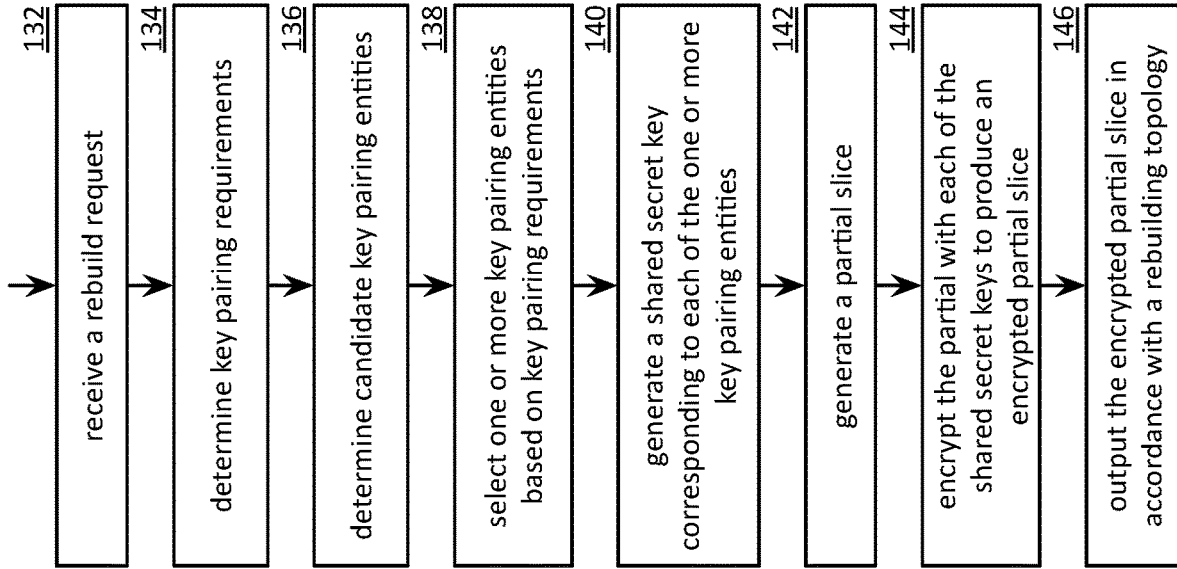 132
receive a rebuild request
134
determine key pairing requirements
136
determine candidate key pairing entities
138
select one or more key pairing entities
based on key pairing requirements
140
generate a shared secret key
corresponding to each of the one or more
key pairing entities
142
generate a partial slice
144
encrypt the partial with each of the
shared secret keys to produce an
encrypted partial slice
146
output the encrypted partial slice in
accordance with a rebuilding topology